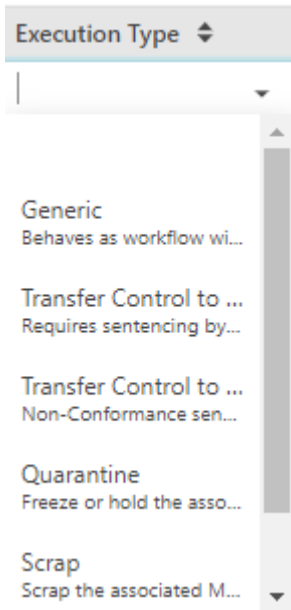 Execution Type
Generic
Behaves as workflow wi...
Transfer Control to ...
Requires sentencing by...
Transfer Control to ...
Non-Conformance sen...
Quarantine
Freeze or hold the asso...
Scrap
Scrap the associated M...